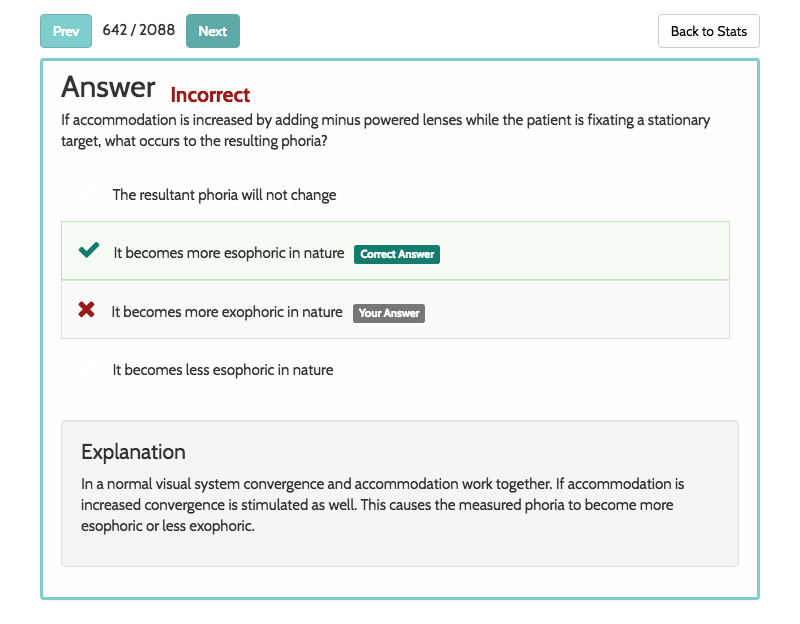 Prev 642 / 2088 Next Back to Stats
Answer Incorrect
If accommodation is increased by adding minus powered lenses while the patient is fixating a stationary
target, what occurs to the resulting phoria?
The resultant phoria will not change
It becomes more esophoric in nature Correct Answer
It becomes more exophoric in nature Your Answer
It becomes less esophoric in nature
Explanation
In a normal visual system convergence and accommodation work together. If accommodation is
increased convergence is stimulated as well. This causes the measured phoria to become more
esophoric or less exophoric.